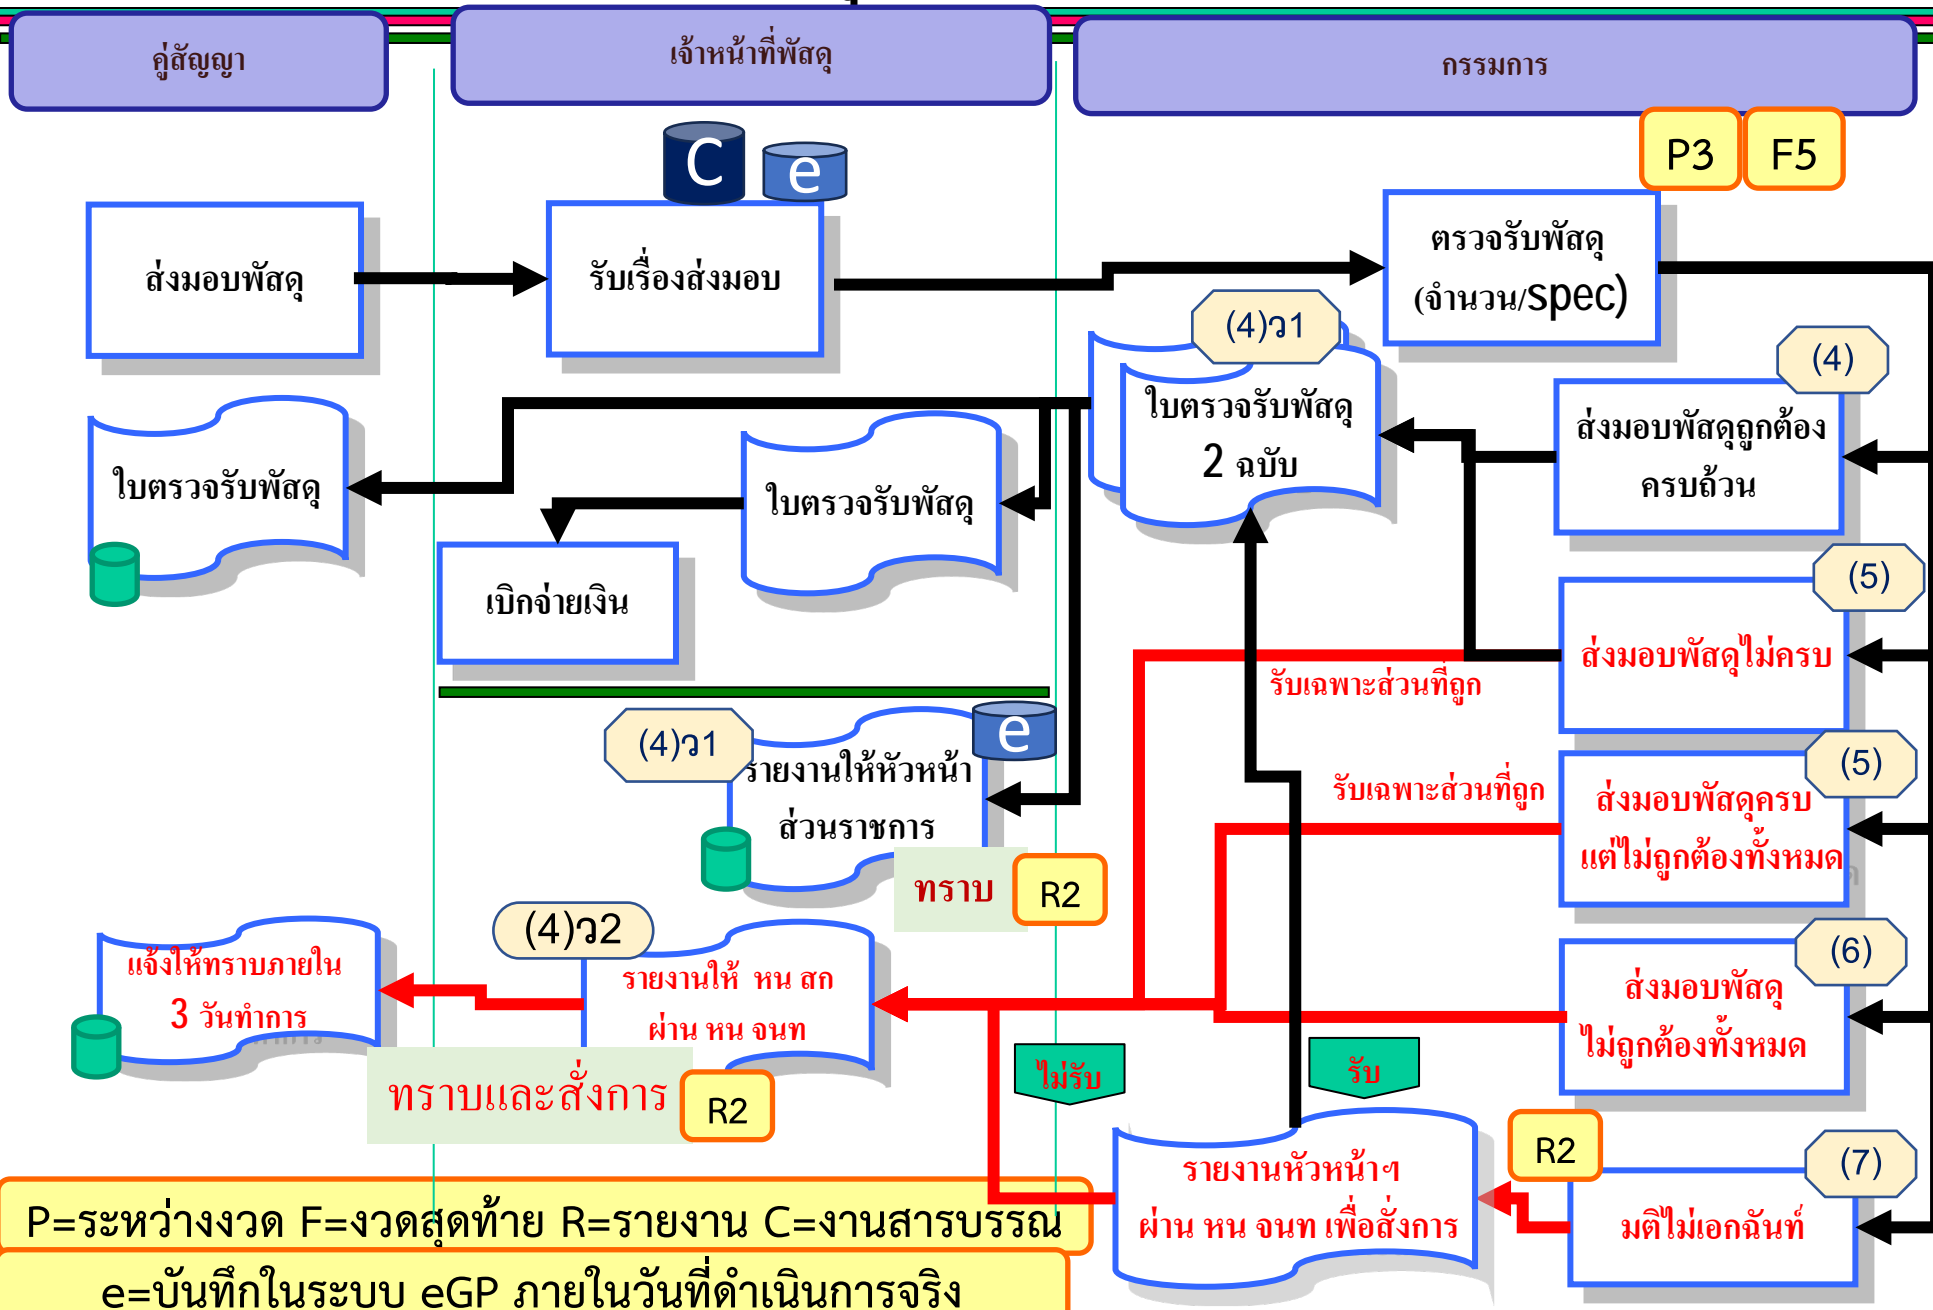 คู่สัญญา
เจ้าหน้าที่พัสดุ
กรรมการ
P3
F5
C
e
ส่งมอบพัสดุ
รับเรื่องส่งมอบ
ตรวจรับพัสดุ
(จำนวน/spec)
(4)ว1
ใบตรวจรับพัสดุ
2 ฉบับ
(4)
ส่งมอบพัสดุถูกต้อง
ครบถ้วน
ใบตรวจรับพัสดุ
ใบตรวจรับพัสดุ
เบิกจ่ายเงิน
(5)
ส่งมอบพัสดุไม่ครบ
รับเฉพาะส่วนที่ถูก
(4)ว1
e
รายงานให้หัวหน้า
ส่วนราชการ
ทราบ
R2
รับเฉพาะส่วนที่ถูก
(5)
ส่งมอบพัสดุครบ
แต่ไม่ถูกต้องทั้งหมด
แจ้งให้ทราบภายใน
3 วันทำการ
(4)ว2
รายงานให้ หน สก
ผ่าน หน จนท
ทราบและสั่งการ
R2
(6)
ส่งมอบพัสดุ
ไม่ถูกต้องทั้งหมด
ไม่รับ
รับ
รายงานหัวหน้าฯ
ผ่าน หน จนท เพื่อสั่งการ
R2
(7)
มติไม่เอกฉันท์
P=ระหว่างงวด F=งวดสุดท้าย R=รายงาน C=งานสารบรรณ
e=บันทึกในระบบ eGP ภายในวันที่ดำเนินการจริง